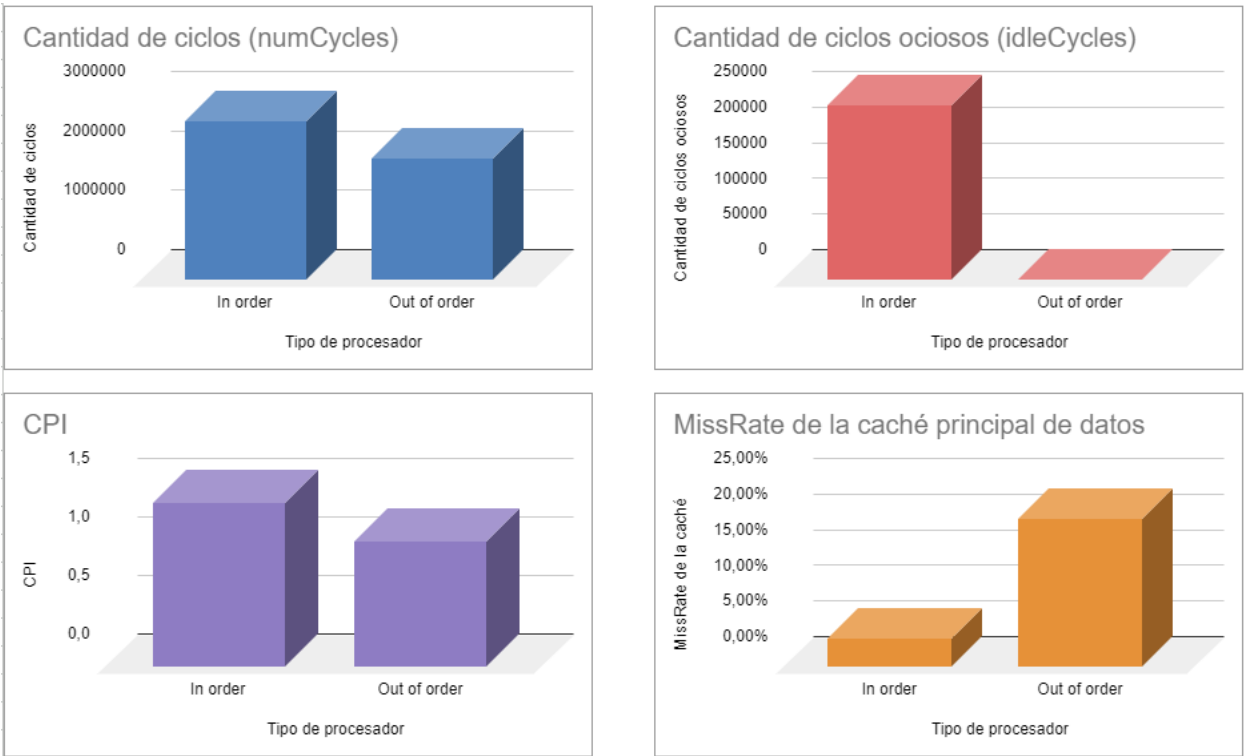 Cantidad de ciclos (numCycles)
3000000
2000000
1000000
0
Cantidad de ciclos
In order
Out of order
Tipo de procesador
Cantidad de ciclos ociosos (idleCycles)
250000
200000
150000
100000
50000
0
Cantidad de ciclos ociosos
In order
Out of order
Tipo de procesador
CPI
1,5
1,0
0,5
0,0
CPI
In order
Out of order
Tipo de procesador
MissRate de la caché principal de datos
25,00%
20,00%
15,00%
10,00%
5,00%
0,00%
MissRate de la caché
In order
Out of order
Tipo de procesador